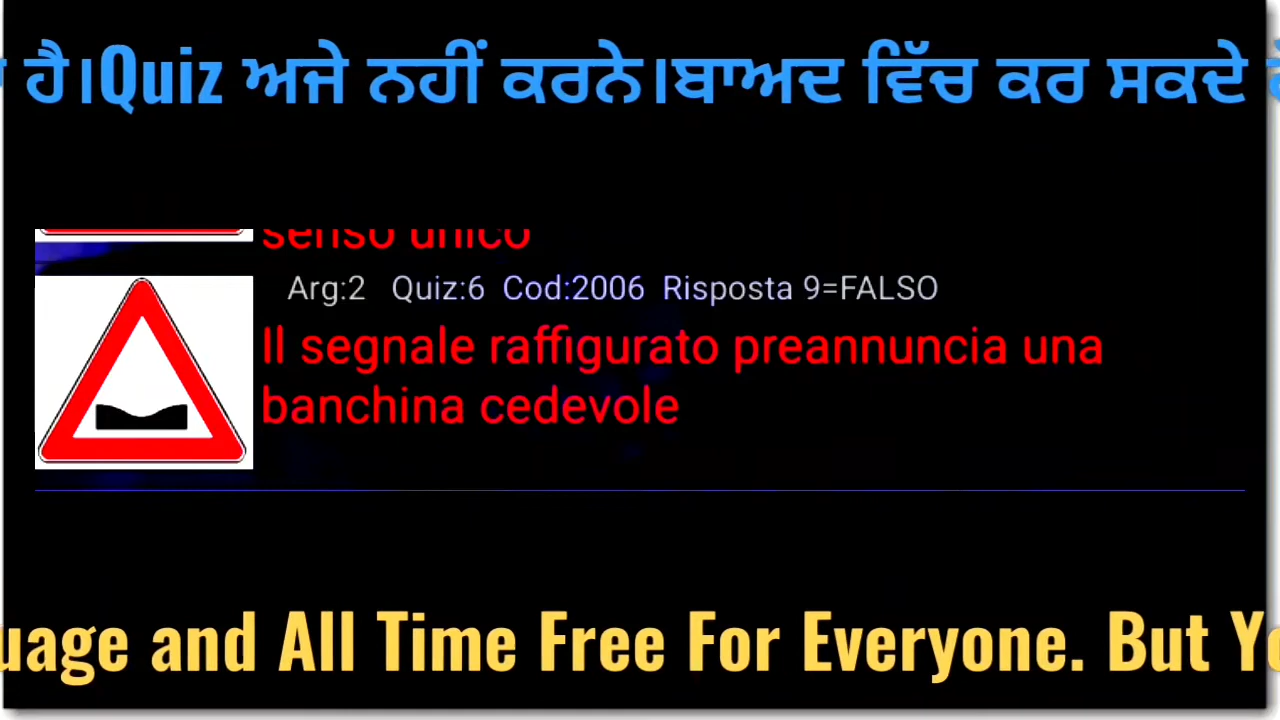 ਹੈ।Quiz ਅਜੇ ਨਹੀਂ ਕਰਨੇ।ਬਾਅਦ ਵਿੱਚ ਕਰ ਸਕਦੇ
senso unico
Arg:2 Quiz:6 Cod:2006 Risposta 9=FALSO
Il segnale raffigurato preannuncia una
banchina cedevole
uage and All Time Free For Everyone. But Yo